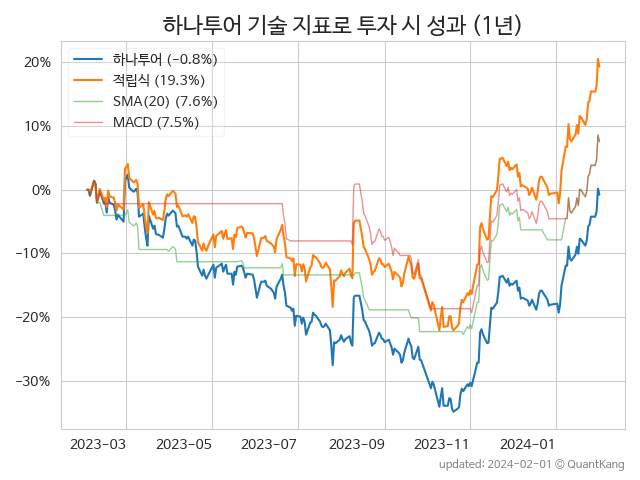 하나투어 기술 지표로 투자 시 성과 (1년)
하나투어 (−0.8%)
적립식 (19.3%)
SMA(20) (7.6%)
MACD (7.5%)
20%
10%
0%
−10%
−20%
−30%
2023-03
2023-05
2023-07
2023-09
2023-11
2024-01
updated: 2024-02-01 © QuantKang